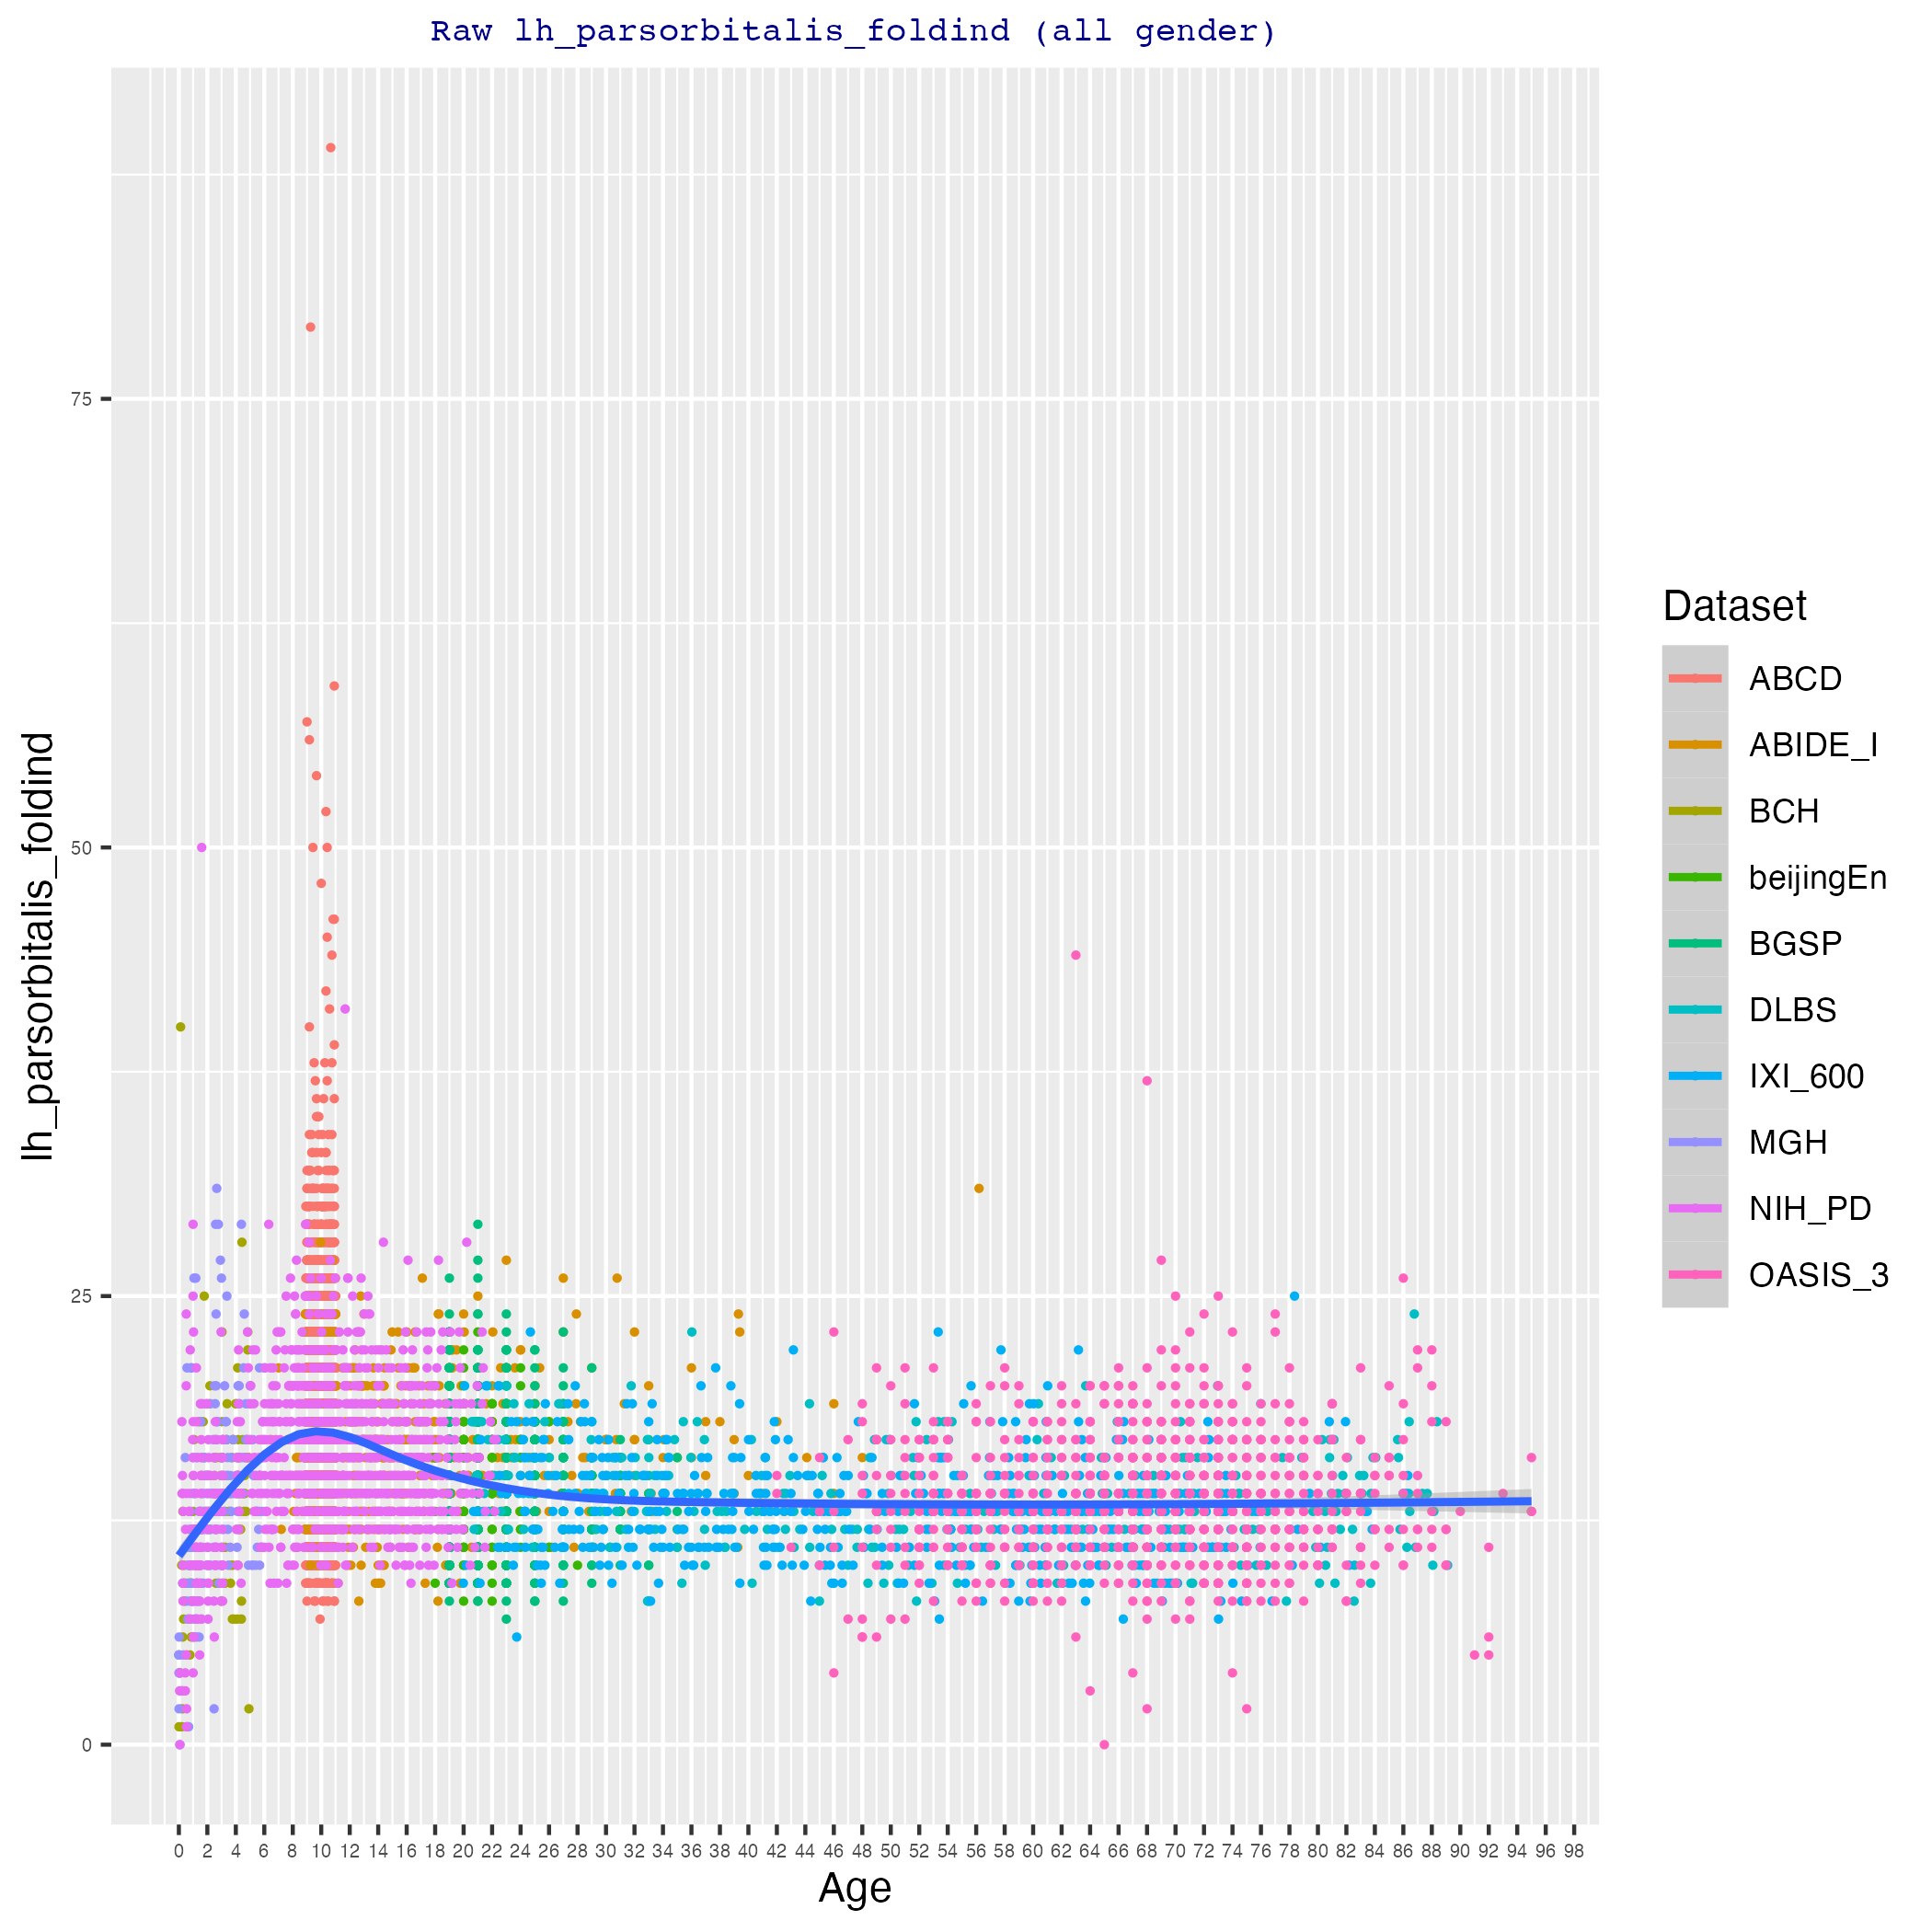 Raw lh_parsorbitalis_foldind (all gender)
lh_parsorbitalis_foldind
75
50
25
0
0 2 4 6 8 10 12 14 16 18 20 22 24 26 28 30 32 34 36 38 40 42 44 46 48 50 52 54 56 58 60 62 64 66 68 70 72 74 76 78 80 82 84 86 88 90 92 94 96 98
Age
Dataset
ABCD
ABIDE_I
BCH
beijingEn
BGSP
DLBS
IXI_600
MGH
NIH_PD
OASIS_3